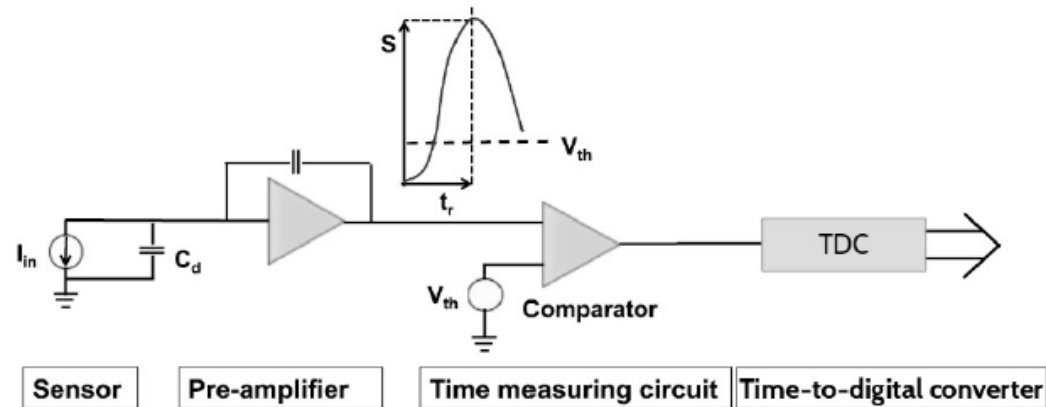 S
V_th
t_r
I_in
C_d
V_th
Comparator
TDC
Sensor
Pre-amplifier
Time measuring circuit
Time-to-digital converter